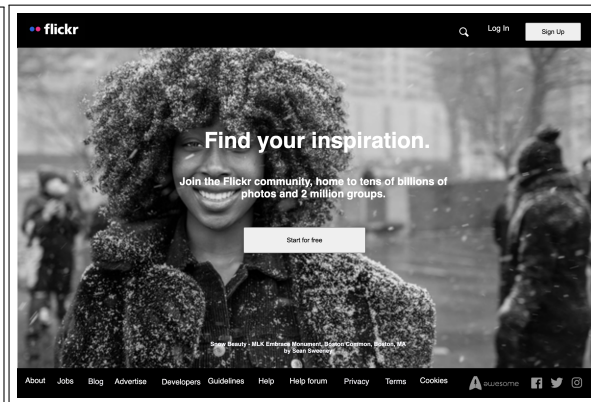 flickr
Log In
Sign Up
Find your inspiration.
Join the Flickr community, home to tens of billions of
photos and 2 million groups.
Start for free
Snow Beauty - MLK Embrace Monument, Boston Common, Boston, MA
by Sean Sweeney
About Jobs Blog Advertise Developers Guidelines Help Help forum Privacy Terms Cookies
awesome